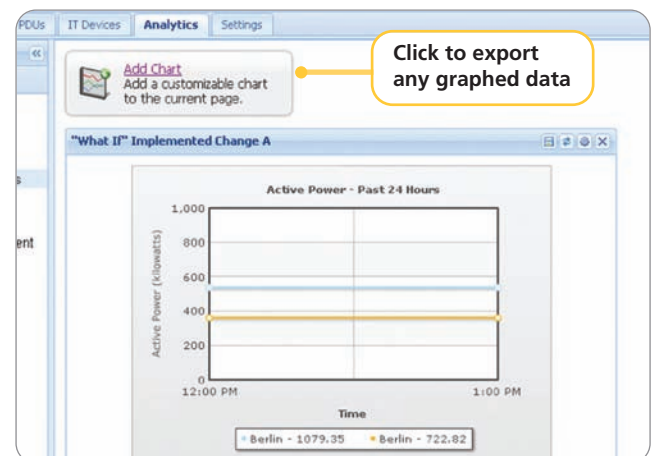 PDUs IT Devices Analytics Settings
Add Chart
Add a customizable chart
to the current page.
Click to export
any graphed data
"What If" Implemented Change A
s
ent
Active Power - Past 24 Hours
1,000
800
600
400
200
0
Active Power (kilowatts)
12:00 PM 1:00 PM
Time
Berlin - 1079.35 Berlin - 722.82